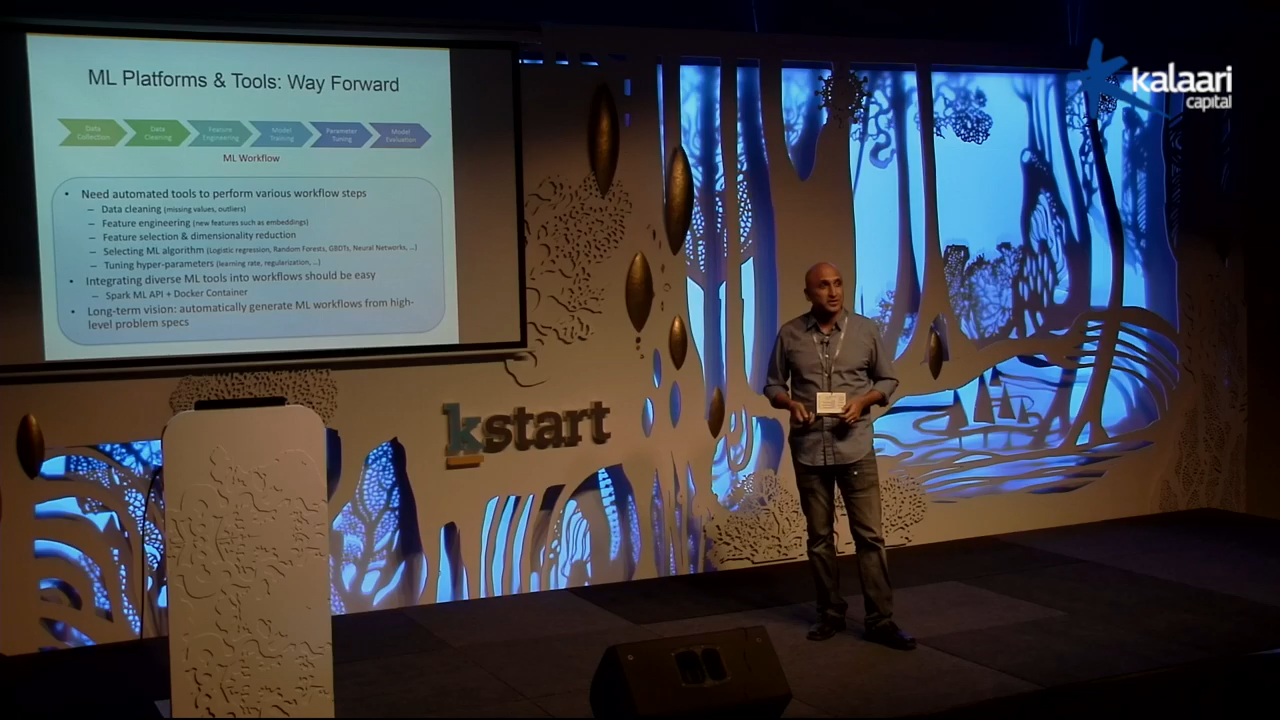 ML Platforms & Tools: Way Forward
Data Collection
Data Cleaning
Feature Engineering
Model Training
Parameter Tuning
Model Evaluation
ML Workflow
• Need automated tools to perform various workflow steps
– Data cleaning (missing values, outliers)
– Feature engineering (new features such as embeddings)
– Feature selection & dimensionality reduction
– Selecting ML algorithm (Logistic regression, Random Forests, GBDTs, Neural Networks, ...)
– Tuning hyper-parameters (learning rate, regularization, ...)
• Integrating diverse ML tools into workflows should be easy
– Spark ML API + Docker Container
• Long-term vision: automatically generate ML workflows from high-
level problem specs
kalaari
capital
kstart